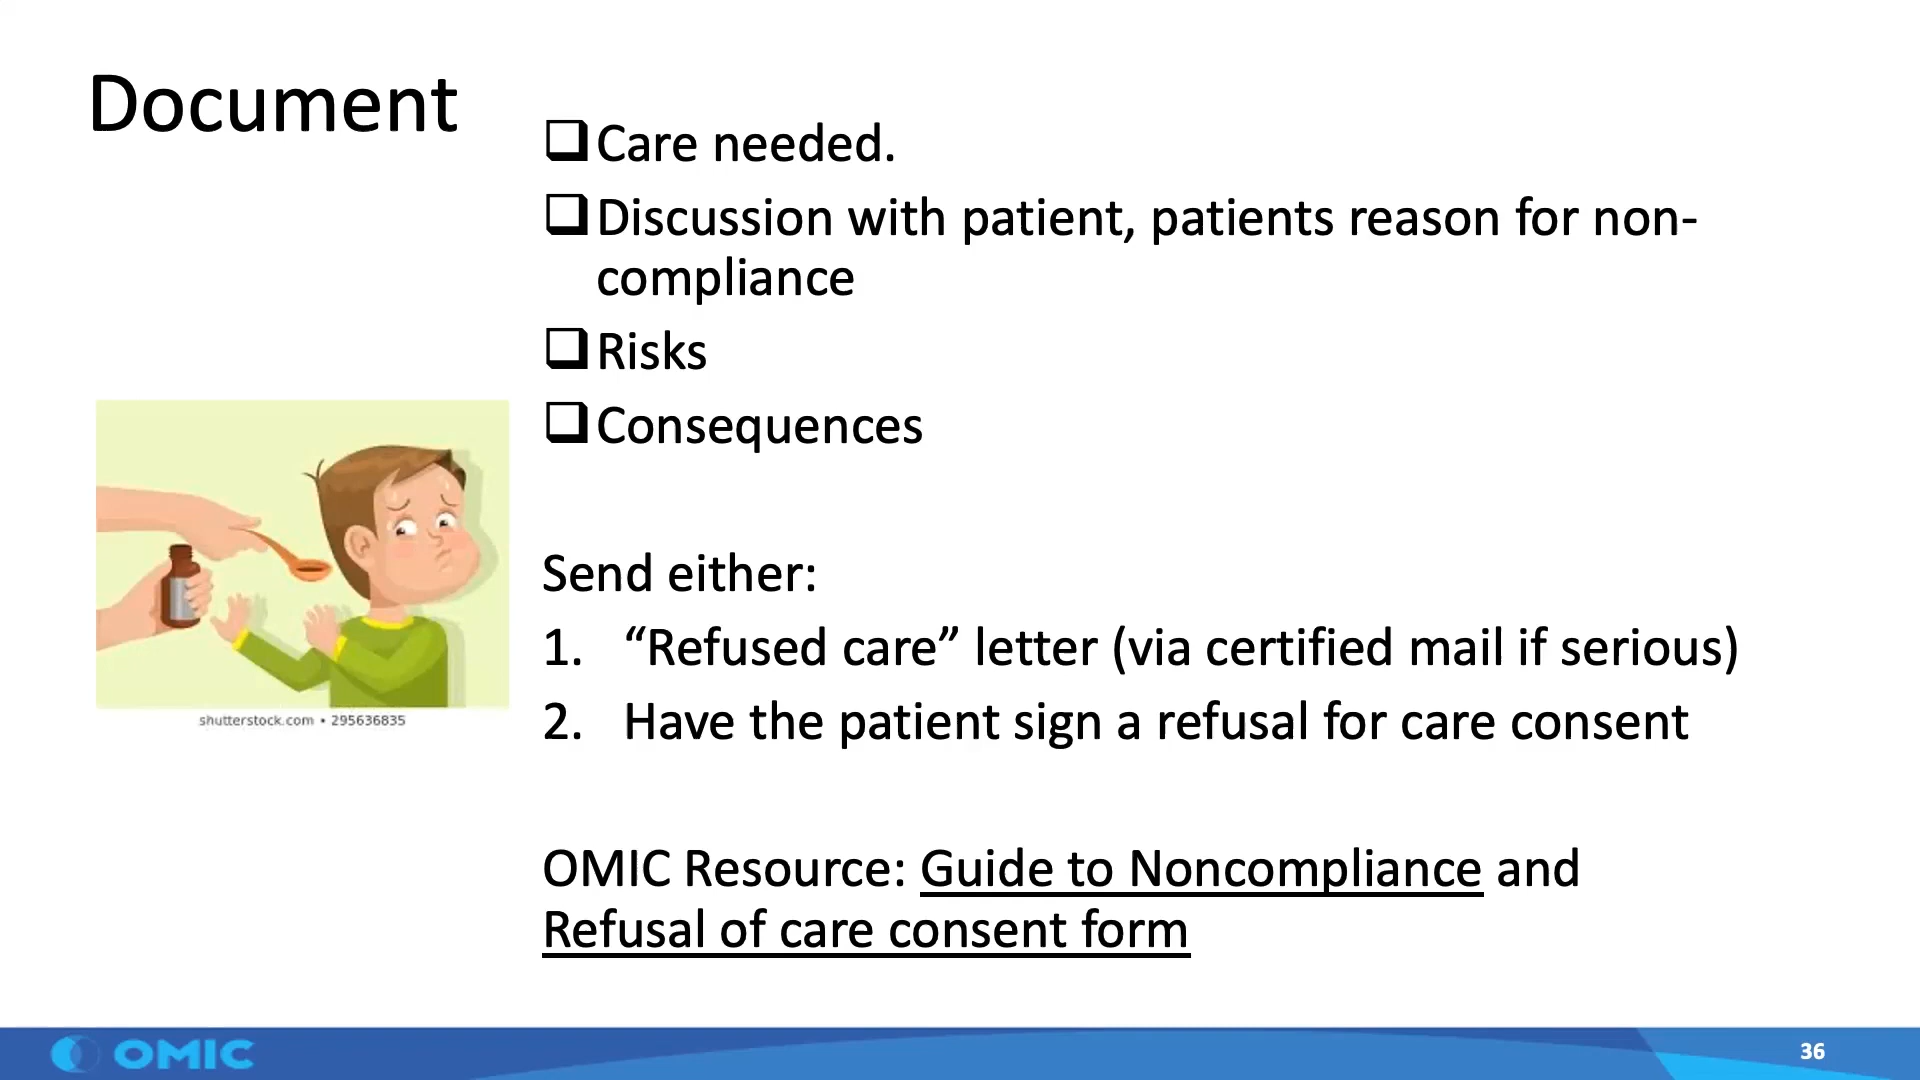 Document
❑Care needed.
❑Discussion with patient, patients reason for non-
compliance
❑Risks
❑Consequences
Send either:
1. “Refused care” letter (via certified mail if serious)
2. Have the patient sign a refusal for care consent
OMIC Resource: Guide to Noncompliance and
Refusal of care consent form
shutterstock.com • 295636835
OMIC
36